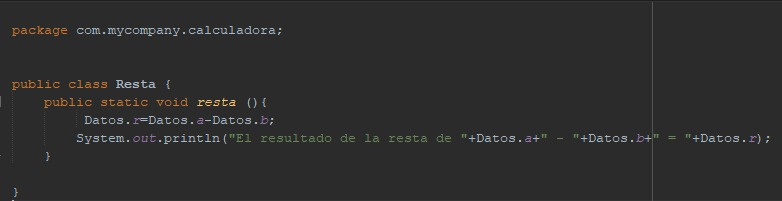 package com.mycompany.calculadora;
public class Resta {
    public static void resta (){
        Datos.r=Datos.a-Datos.b;
        System.out.println("El resultado de la resta de "+Datos.a+" - "+Datos.b+" = "+Datos.r);
    }
}